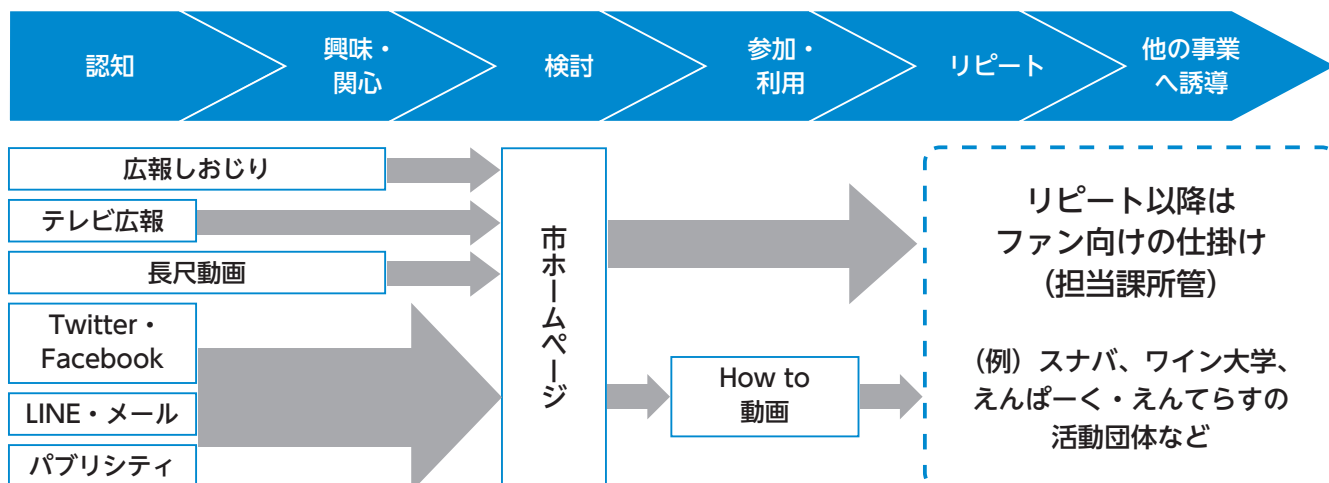 認知
興味・
関心
検討
参加・
利用
リピート
他の事業
へ誘導
広報しおじり
テレビ広報
長尺動画
Twitter・
Facebook
LINE・メール
パブリシティ
市ホームページ
How to
動画
リピート以降は
ファン向けの仕掛け
（担当課所管）
（例）スナバ、ワイン大学、
えんぱーく・えんてらすの
活動団体など